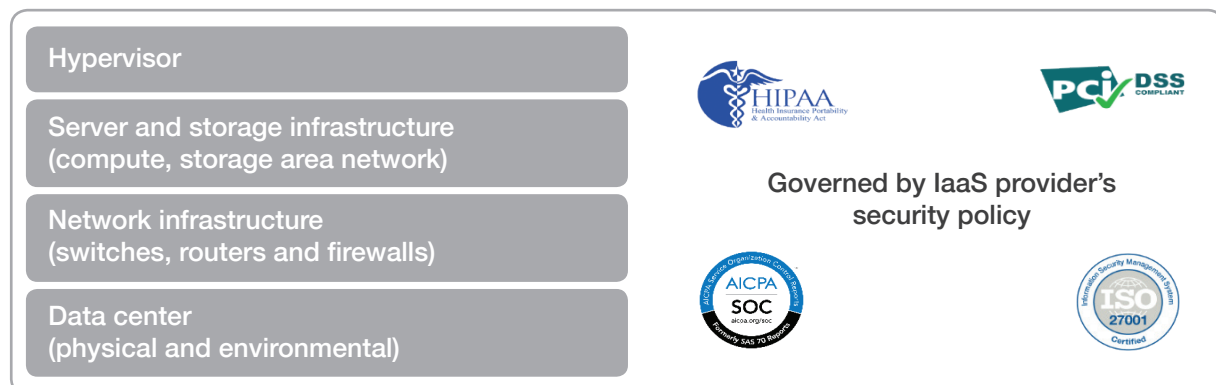 Hypervisor
Server and storage infrastructure
(compute, storage area network)
Network infrastructure
(switches, routers and firewalls)
Data center
(physical and environmental)
HIPAA
Health Insurance Portability
& Accountability Act
PCi DSS
COMPLIANT
Governed by IaaS provider's
security policy
AICPA Service Organization Control Reports
AICPA
SOC
aicpa.org/soc
Formerly SAS 70 Reports
Information Security Management System
ISO
27001
Certified